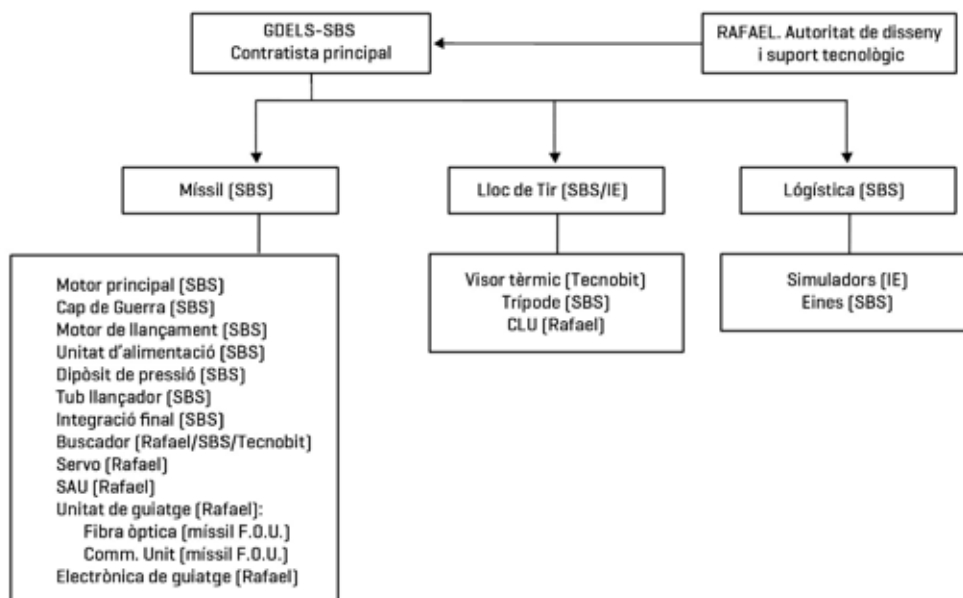 GDELS-SBS
Contratista principal
RAFAEL. Autoritat de disseny
i suport tecnològic
Míssil (SBS)
Lloc de Tir (SBS/IE)
Lógística (SBS)
Motor principal (SBS)
Cap de Guerra (SBS)
Motor de llançament (SBS)
Unitat d'alimentació (SBS)
Dipòsit de pressió (SBS)
Tub llançador (SBS)
Integració final (SBS)
Buscador (Rafael/SBS/Tecnobit)
Servo (Rafael)
SAU (Rafael)
Unitat de guiatge (Rafael):
Fibra òptica (míssil F.O.U.)
Comm. Unit (míssil F.O.U.)
Electrònica de guiatge (Rafael)
Visor tèrmic (Tecnobit)
Trípode (SBS)
CLU (Rafael)
Simuladors (IE)
Eines (SBS)